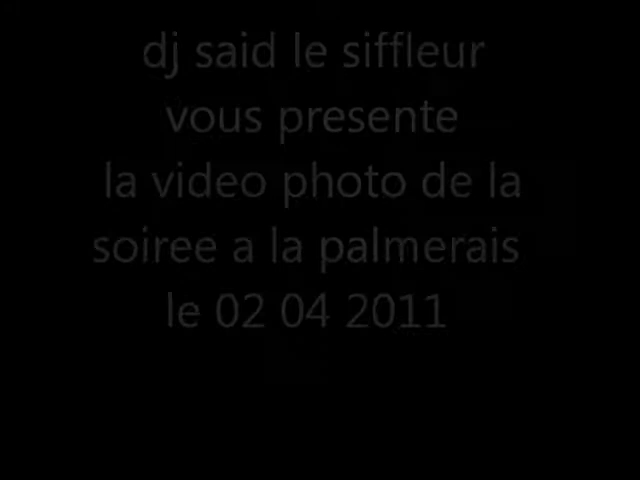 dj said le siffleur
vous presente
la video photo de la
soiree a la palmerais
le 02 04 2011